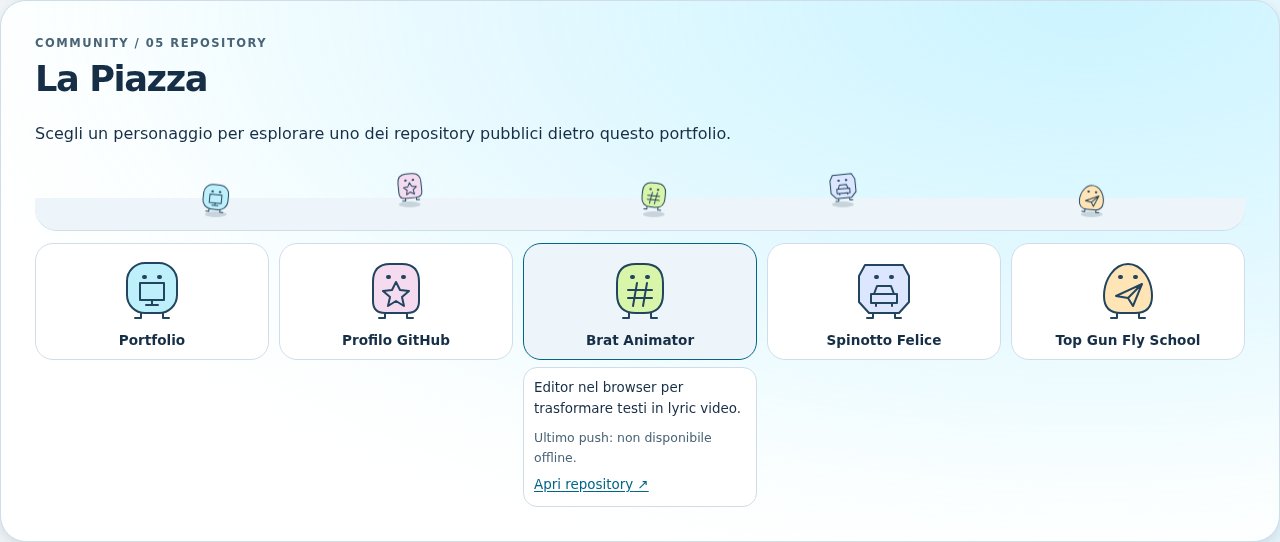 COMMUNITY / 05 REPOSITORY
La Piazza
Scegli un personaggio per esplorare uno dei repository pubblici dietro questo portfolio.
#
#
Portfolio
Profilo GitHub
Brat Animator
Spinotto Felice
Top Gun Fly School
Editor nel browser per
trasformare testi in lyric video.
Ultimo push: non disponibile
offline.
Apri repository ↗